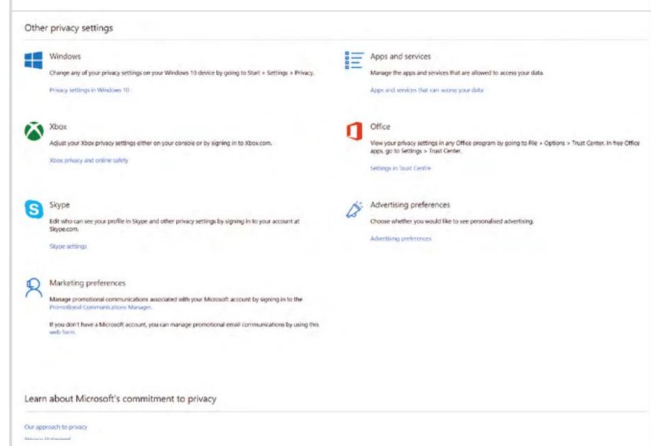 Other privacy settings
Windows
Change any of your privacy settings on your Windows 10 device by going to Start > Settings > Privacy.
Privacy settings in Windows 10
Apps and services
Manage the apps and services that are allowed to access your data.
Apps and services that can access your data
Xbox
Adjust your Xbox privacy settings either on your console or by signing in to Xbox.com.
Xbox privacy and online safety
Office
View your privacy settings in any Office program by going to File > Options > Trust Center. In free Office
apps, go to Settings > Trust Center.
Settings in Trust Centre
Skype
Edit who can see your profile in Skype and other privacy settings by signing in to your account at
Skype.com.
Skype settings
Advertising preferences
Choose whether you would like to see personalised advertising.
Advertising preferences
Marketing preferences
Manage promotional communications associated with your Microsoft account by signing in to the
Promotional Communications Manager.
If you don't have a Microsoft account, you can manage promotional email communications by using this
web form.
Learn about Microsoft's commitment to privacy
Our approach to privacy